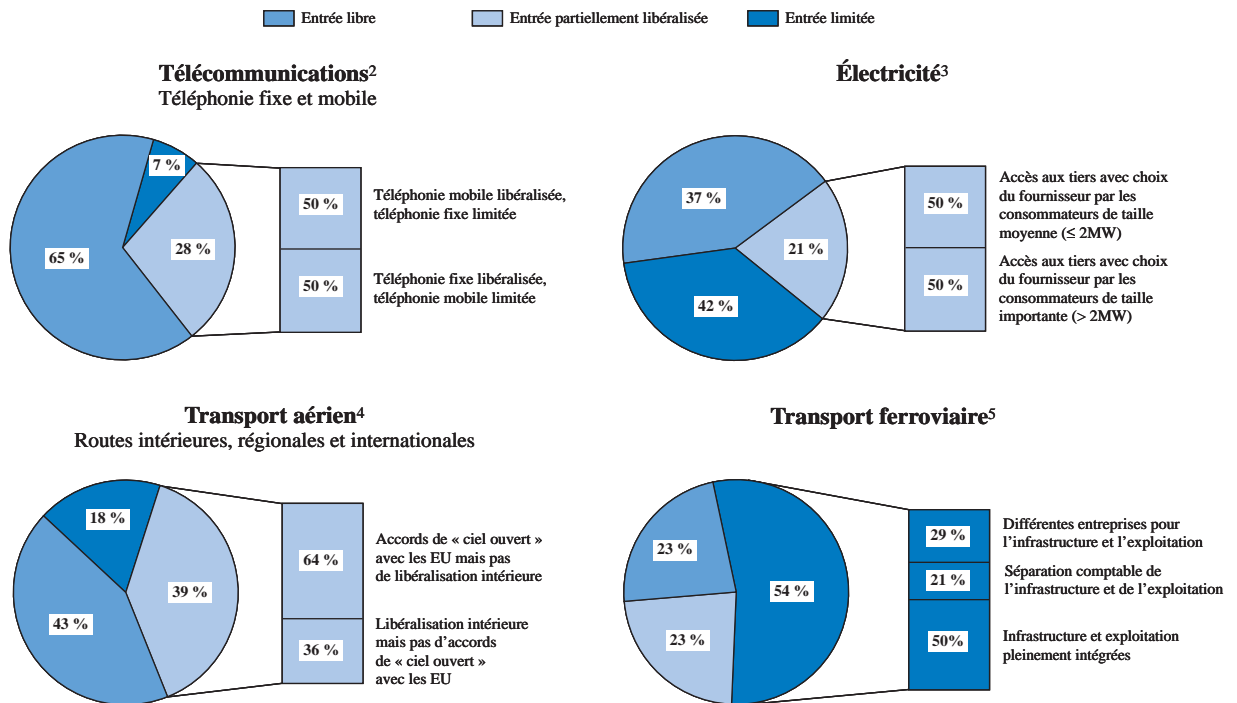 Entrée libre
Entrée partiellement libéralisée
Entrée limitée
Télécommunications2
Téléphonie fixe et mobile
7 %
65 %
28 %
50 %
50 %
Téléphonie mobile libéralisée,
téléphonie fixe limitée
Téléphonie fixe libéralisée,
téléphonie mobile limitée
Électricité3
37 %
21 %
42 %
50 %
50 %
Accès aux tiers avec choix
du fournisseur par les
consommateurs de taille
moyenne (≤ 2MW)
Accès aux tiers avec choix
du fournisseur par les
consommateurs de taille
importante (> 2MW)
Transport aérien4
Routes intérieures, régionales et internationales
18 %
39 %
43 %
64 %
36 %
Accords de « ciel ouvert »
avec les EU mais pas
de libéralisation intérieure
Libéralisation intérieure
mais pas d’accords
de « ciel ouvert »
avec les EU
Transport ferroviaire5
23 %
54 %
23 %
29 %
21 %
50%
Différentes entreprises pour
l’infrastructure et l’exploitation
Séparation comptable de
l’infrastructure et de l’exploitation
Infrastructure et exploitation
pleinement intégrées